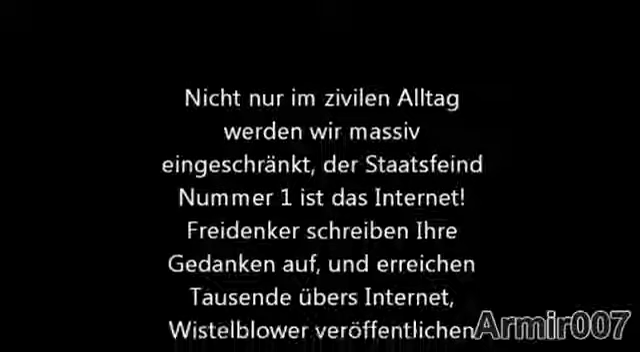 Nicht nur im zivilen Alltag
werden wir massiv
eingeschränkt, der Staatsfeind
Nummer 1 ist das Internet!
Freidenker schreiben Ihre
Gedanken auf, und erreichen
Tausende übers Internet,
Wistelblower veröffentlichen
Armir007